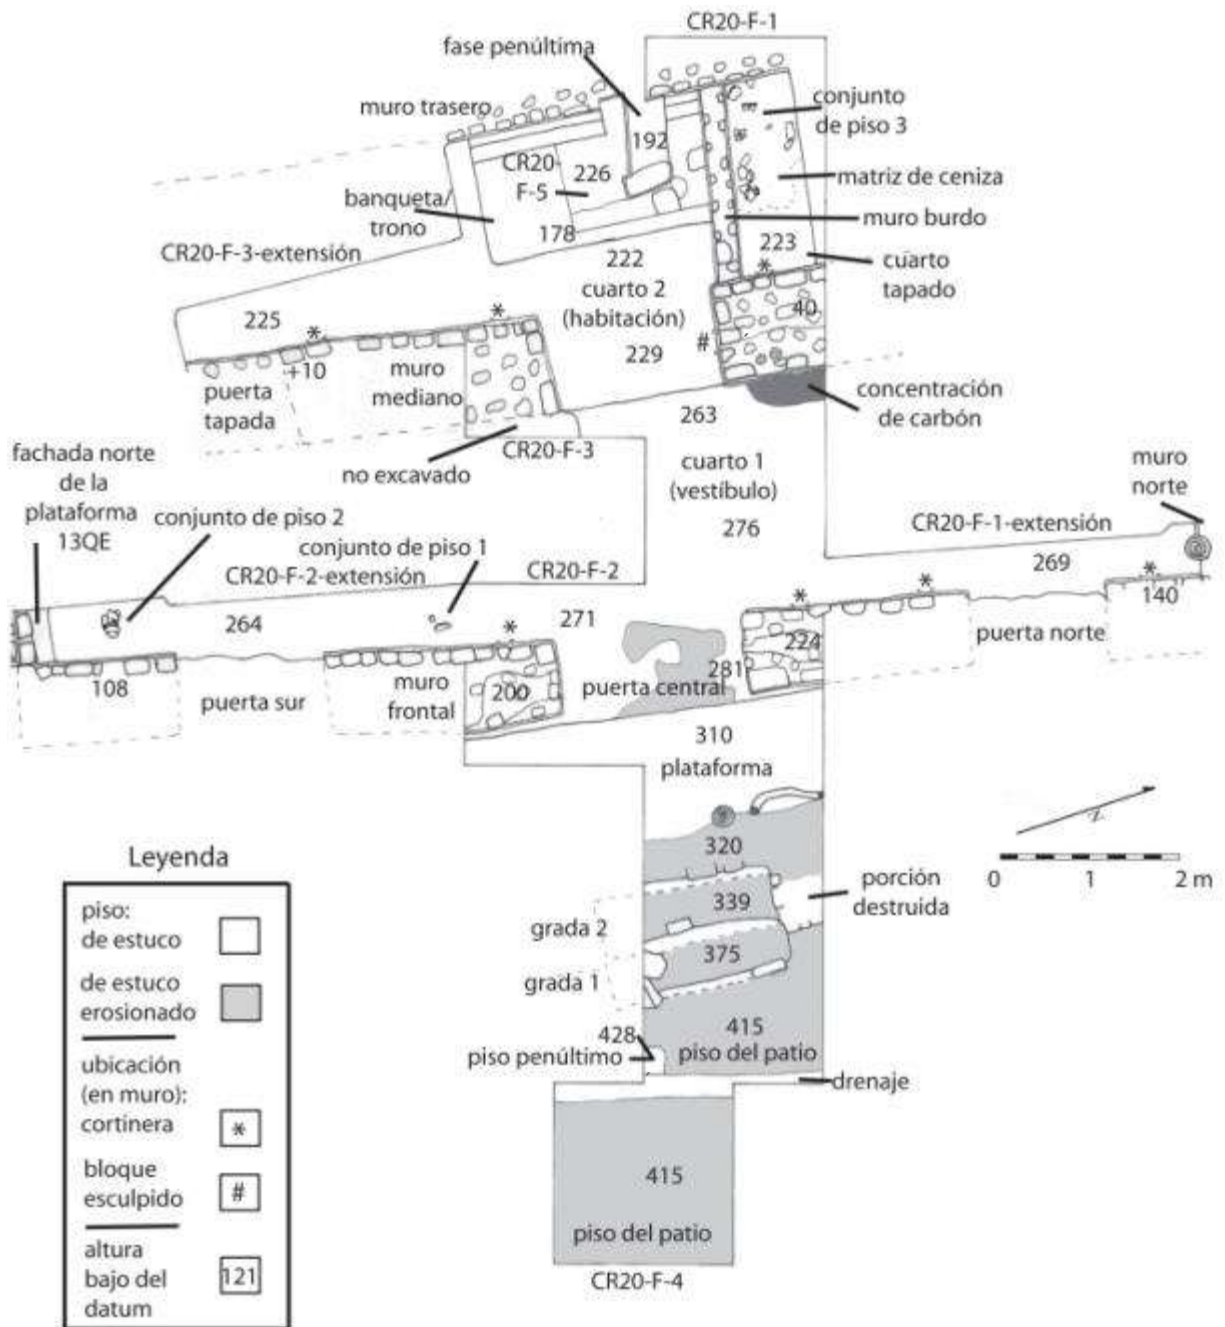 CR20-F-1
fase penúltima
muro trasero
conjunto
de piso 3
192
CR20-
F-5
226
matriz de ceniza
banqueta/
trono
muro burdo
178
CR20-F-3-extensión
222
223
cuarto
tapado
cuarto 2
(habitación)
*
225
*
*
40
229
#
+10
muro
mediano
puerta
tapada
concentración
de carbón
263
CR20-F-3
fachada norte
de la
plataforma
13QE
no excavado
cuarto 1
(vestíbulo)
muro
norte
conjunto de piso 2
276
CR20-F-1-extensión
conjunto de piso 1
CR20-F-2-extensión
CR20-F-2
269
*
*
*
140
264
271
*
224
puerta norte
281
108
puerta sur
muro
frontal
200
puerta central
310
plataforma
N
Leyenda
320
0 1 2 m
piso:
de estuco
339
porción
destruida
grada 2
375
de estuco
erosionado
grada 1
428
415
piso penúltimo
piso del patio
ubicación
(en muro):
cortinera
*
drenaje
bloque
esculpido
#
415
piso del patio
altura
bajo del
datum
121
CR20-F-4